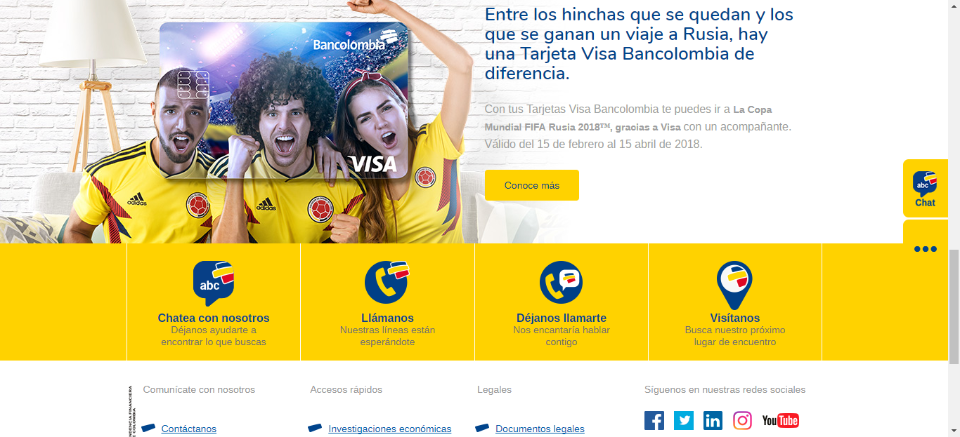 Entre los hinchas que se quedan y los
que se ganan un viaje a Rusia, hay
una Tarjeta Visa Bancolombia de
diferencia.
Bancolombia
VISA
adidas
adidas
Con tus Tarjetas Visa Bancolombia te puedes ir a La Copa
Mundial FIFA Rusia 2018™, gracias a Visa con un acompañante.
Válido del 15 de febrero al 15 abril de 2018.
Conoce más
abc
Chat
abc
Chatea con nosotros
Déjanos ayudarte a
encontrar lo que buscas
Llámanos
Nuestras líneas están
esperándote
Déjanos llamarte
Nos encantaría hablar
contigo
Visítanos
Busca nuestro próximo
lugar de encuentro
Comunícate con nosotros
Contáctanos
Accesos rápidos
Investigaciones económicas
Legales
Documentos legales
Síguenos en nuestras redes sociales
YouTube